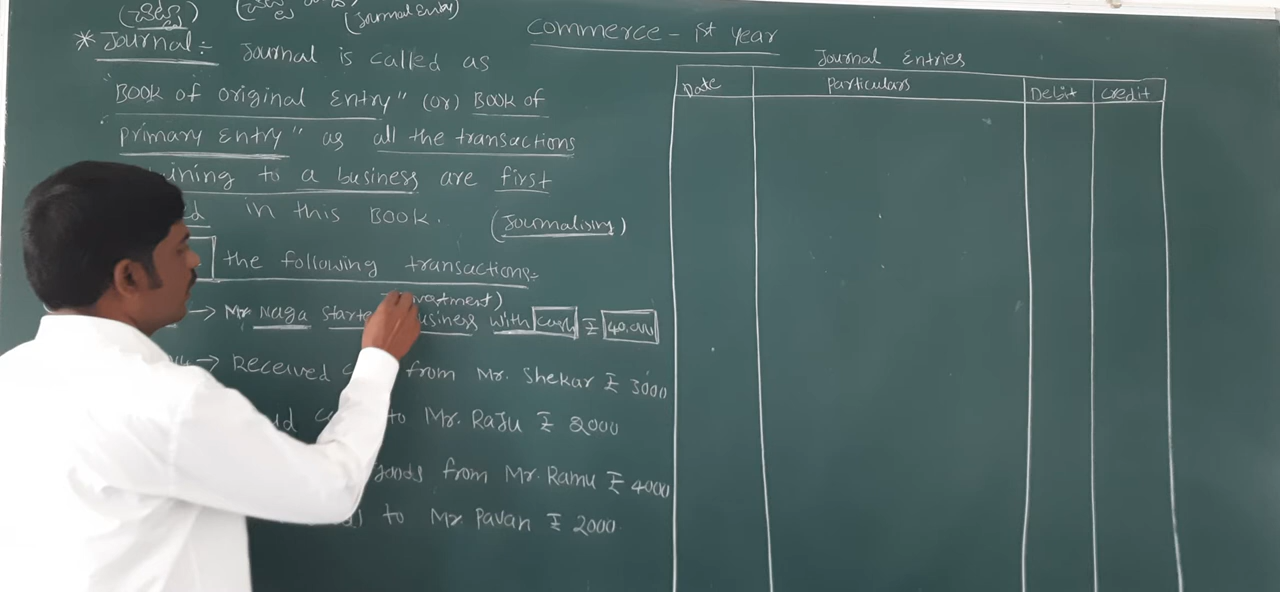 (Journal entry)
commerce - 1st year
* Journal:- Journal is called as
"Book of original Entry" (or) Book of
"primary Entry" as all the transactions
to a business are first
in this Book. (Journalising)
the following transactions:-
→ Mr. Naga business with cash ₹ 40,000
→ Received from Mr. Shekar ₹ 3000
to Mr. Raju ₹ 2000
goods from Mr. Ramu ₹ 4000
to Mr. Pavan ₹ 2000
Journal Entries
Date Particulars Debit Credit